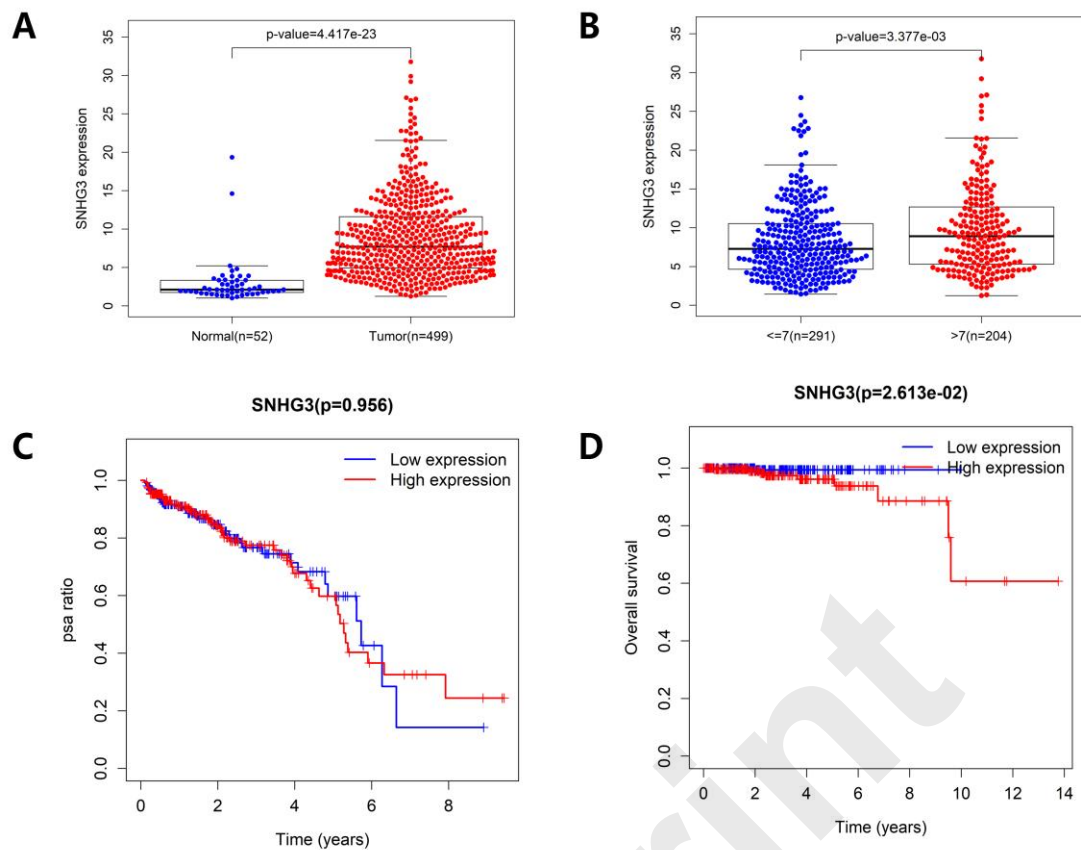 A
p-value=4.417e-23
SNHG3 expression
35
30
25
20
15
10
5
0
Normal(n=52)
Tumor(n=499)
B
p-value=3.377e-03
SNHG3 expression
35
30
25
20
15
10
5
0
<=7(n=291)
>7(n=204)
SNHG3(p=0.956)
C
Low expression
High expression
psa ratio
1.0
0.8
0.6
0.4
0.2
0.0
0
2
4
6
8
Time (years)
SNHG3(p=2.613e-02)
D
Low expression
High expression
Overall survival
1.0
0.8
0.6
0.4
0.2
0.0
0
2
4
6
8
10
12
14
Time (years)
rint